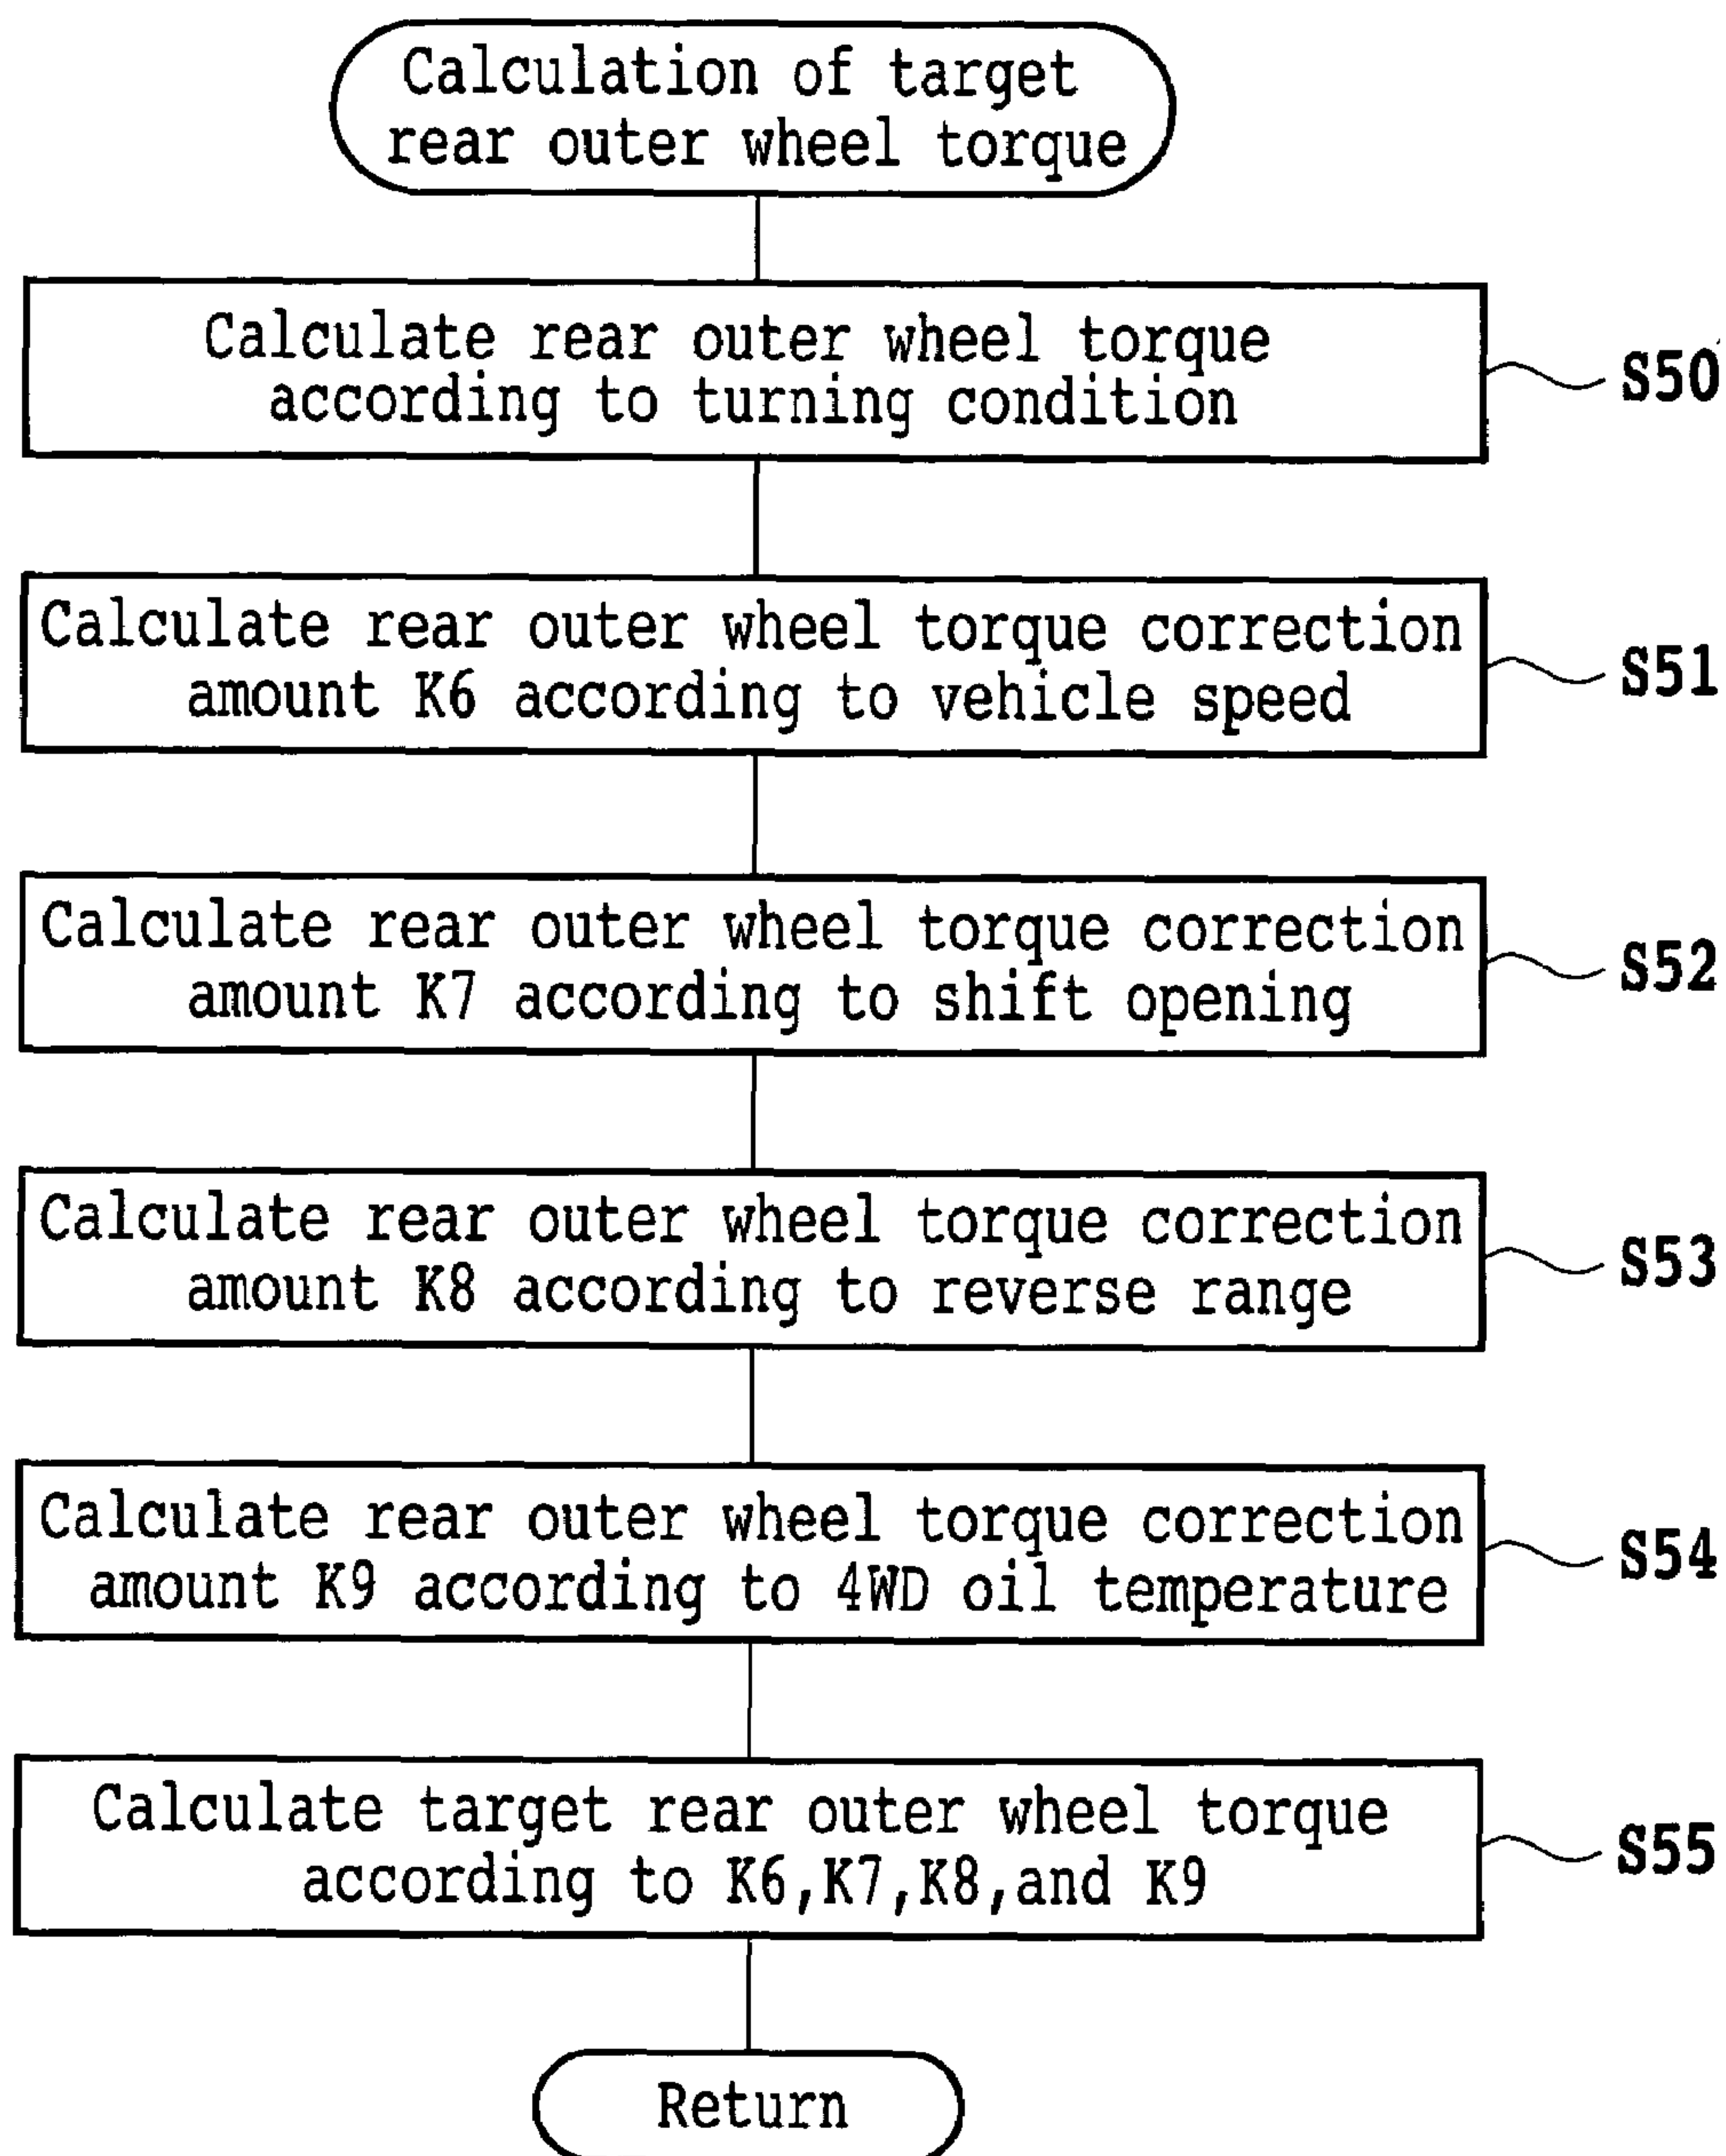 Calculation of target
rear outer wheel torque
Calculate rear outer wheel torque
according to turning condition
S50
Calculate rear outer wheel torque correction
amount K6 according to vehicle speed
S51
Calculate rear outer wheel torque correction
amount K7 according to shift opening
S52
Calculate rear outer wheel torque correction
amount K8 according to reverse range
S53
Calculate rear outer wheel torque correction
amount K9 according to 4WD oil temperature
S54
Calculate target rear outer wheel torque
according to K6,K7,K8,and K9
S55
Return